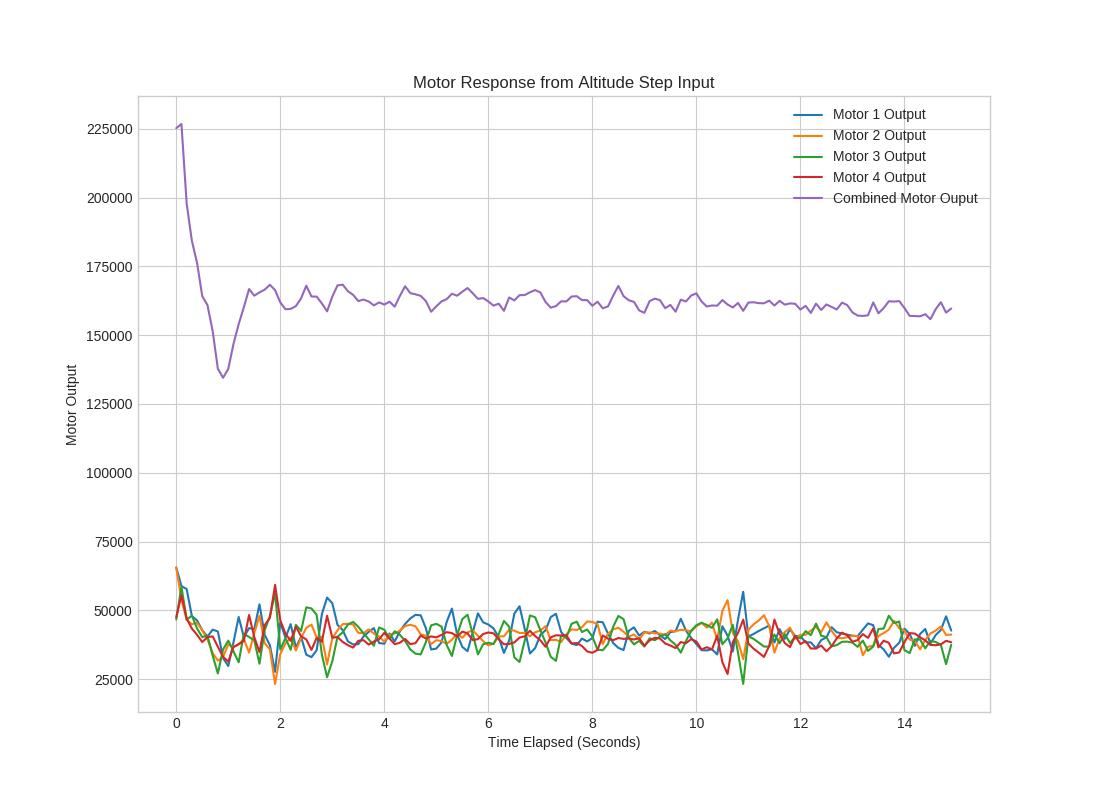 Motor Response from Altitude Step Input
Motor 1 Output
Motor 2 Output
Motor 3 Output
Motor 4 Output
Combined Motor Ouput
225000
200000
175000
150000
125000
100000
75000
50000
25000
Motor Output
0 2 4 6 8 10 12 14
Time Elapsed (Seconds)